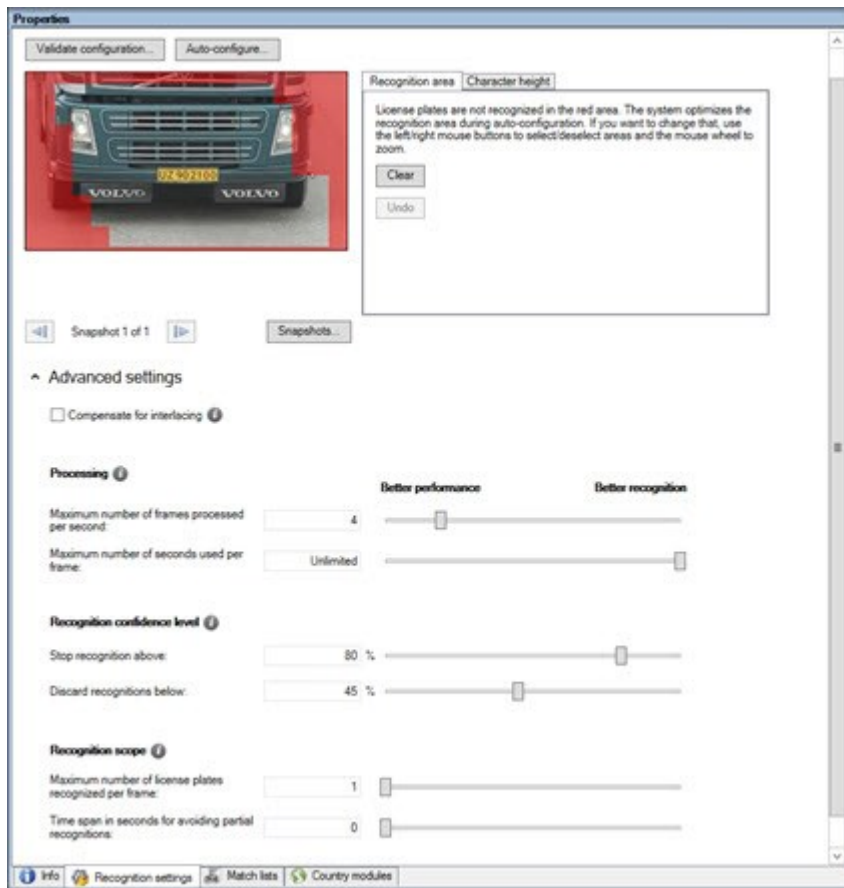 Properties
Validate configuration...
Auto-configure...
Recognition area
Character height
License plates are not recognized in the red area. The system optimizes the
recognition area during auto-configuration. If you want to change that, use
the left/right mouse buttons to select/deselect areas and the mouse wheel to
zoom.
Clear
Undo
UZ 902100
VOLVO
VOLVO
Snapshot 1 of 1
Snapshots...
Advanced settings
Compensate for interlacing
Processing
Better performance
Better recognition
Maximum number of frames processed
per second:
4
Maximum number of seconds used per
frame:
Unlimited
Recognition confidence level
Stop recognition above:
80 %
Discard recognitions below:
45 %
Recognition scope
Maximum number of license plates
recognized per frame:
1
Time span in seconds for avoiding partial
recognitions:
0
Info
Recognition settings
Match lists
Country modules